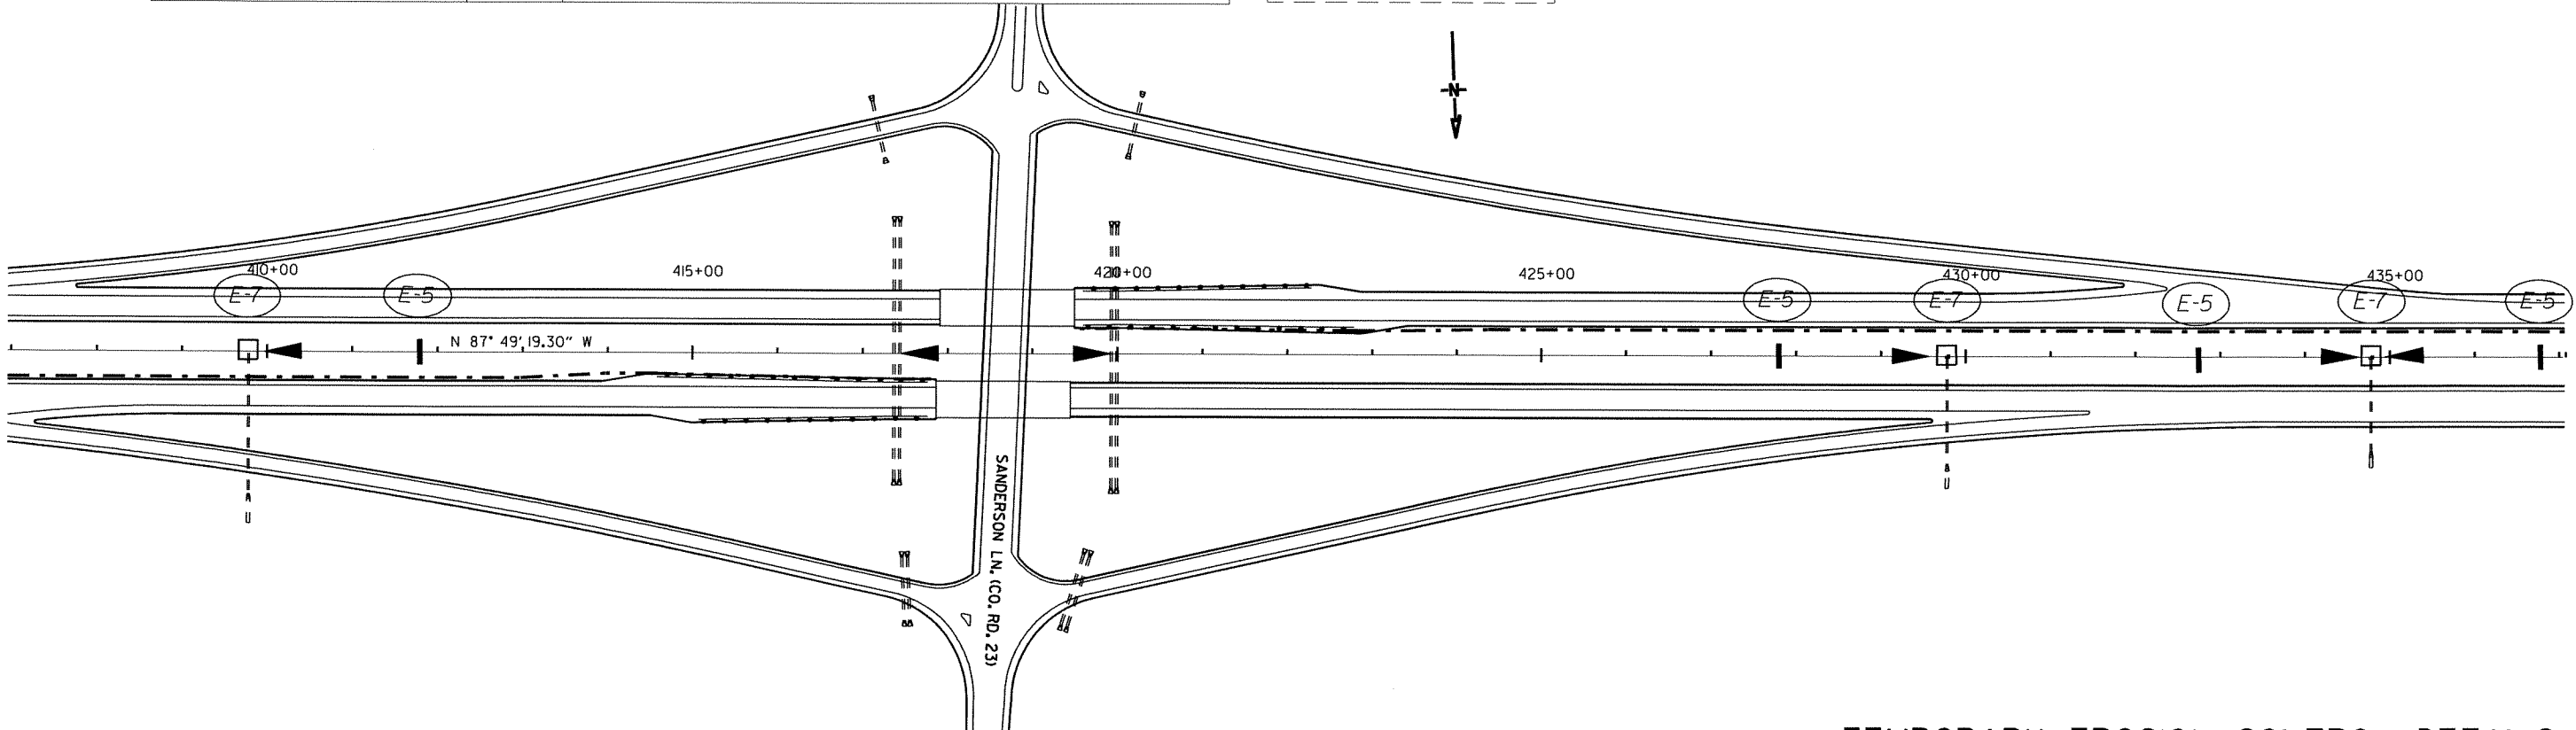 N
410+00
415+00
420+00
425+00
430+00
435+00
E-7
E-5
E-5
E-7
E-5
E-7
E-5
N 87° 49' 19.30" W
SANDERSON LN. (CO. RD. 23)